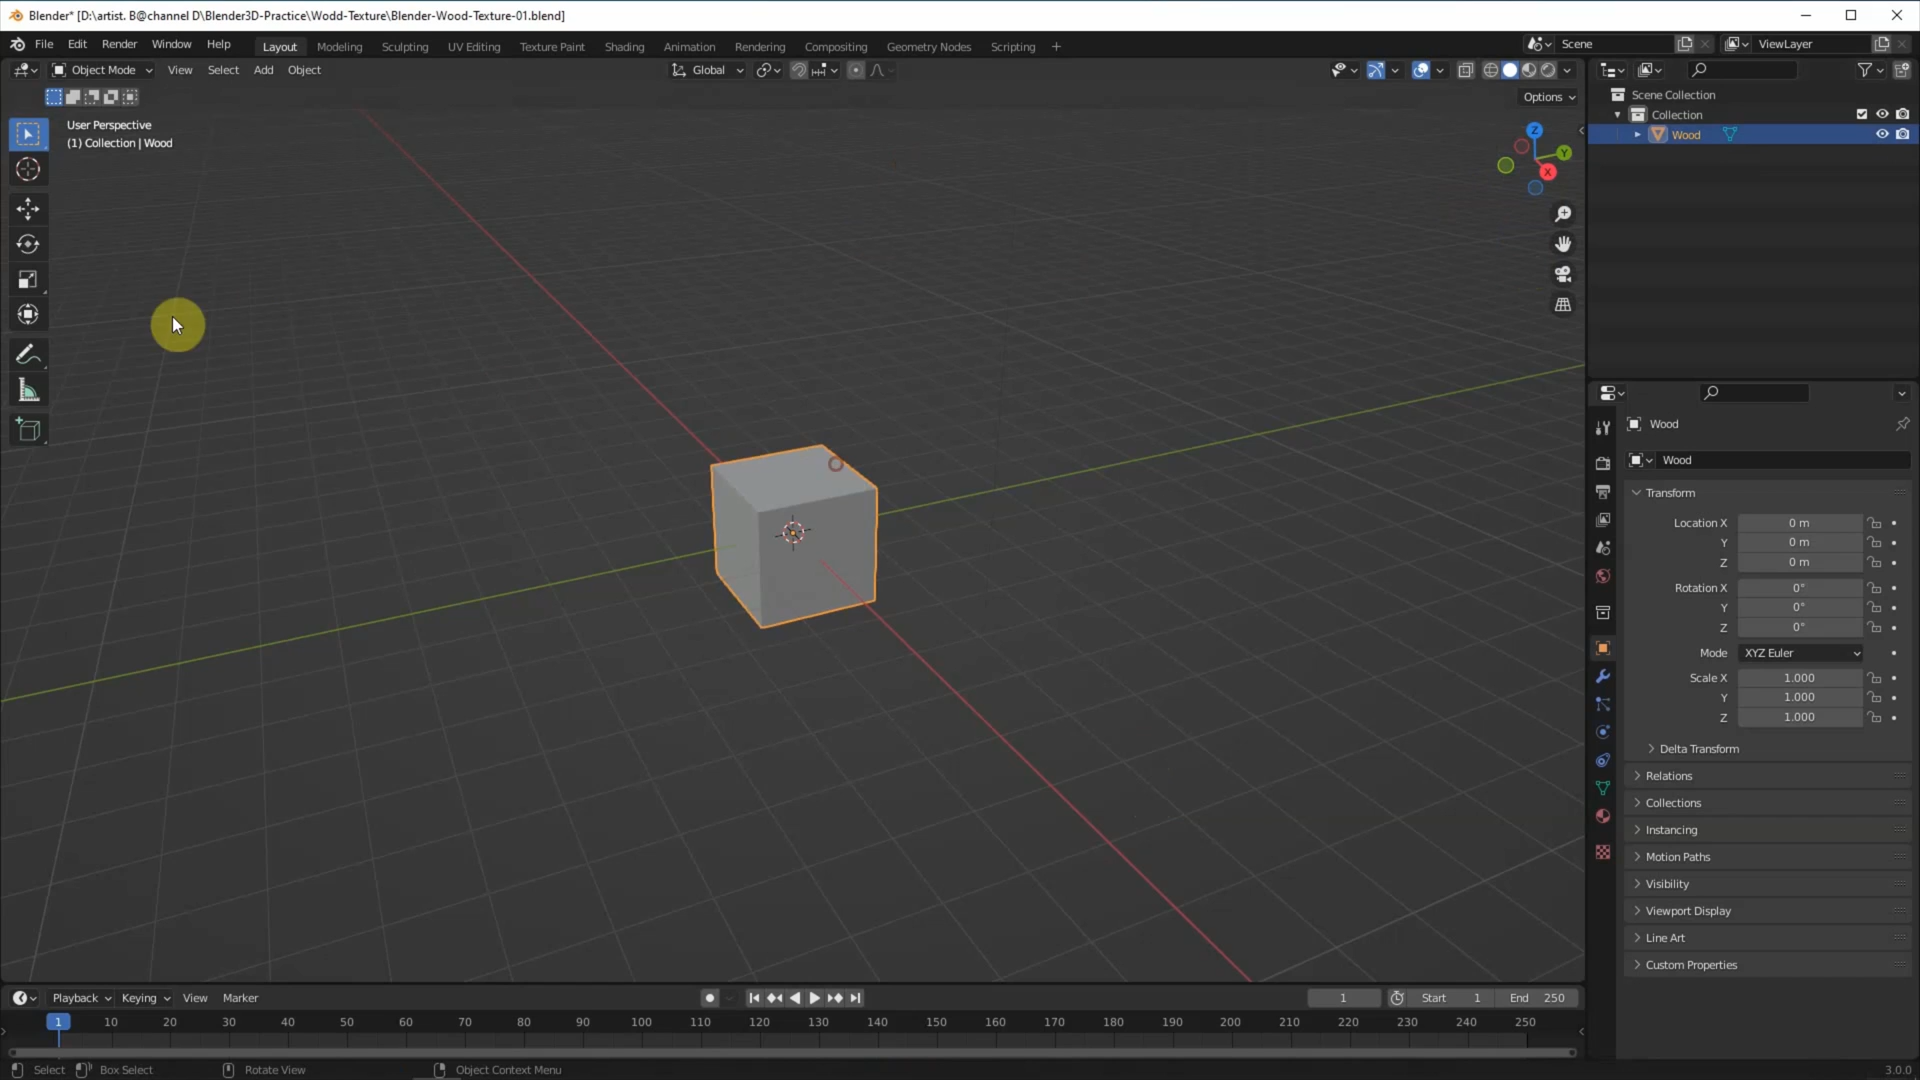 Blender* [D:\artist. B@channel D\Blender3D-Practice\Wodd-Texture\Blender-Wood-Texture-01.blend]
File Edit Render Window Help Layout Modeling Sculpting UV Editing Texture Paint Shading Animation Rendering Compositing Geometry Nodes Scripting + Scene ViewLayer
Object Mode View Select Add Object Global
Options
User Perspective
(1) Collection | Wood
Z
Y
X
Scene Collection
Collection
Wood
Wood
Wood
Transform
Location X 0 m
Y 0 m
Z 0 m
Rotation X 0°
Y 0°
Z 0°
Mode XYZ Euler
Scale X 1.000
Y 1.000
Z 1.000
Delta Transform
Relations
Collections
Instancing
Motion Paths
Visibility
Viewport Display
Line Art
Custom Properties
Playback Keying View Marker 1 Start 1 End 250
1 10 20 30 40 50 60 70 80 90 100 110 120 130 140 150 160 170 180 190 200 210 220 230 240 250
Select Box Select Rotate View Object Context Menu 3.0.0